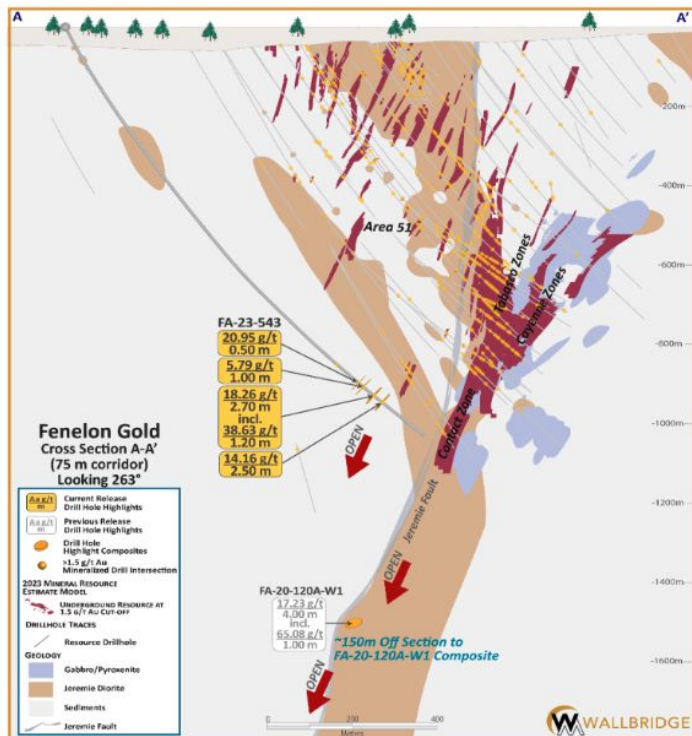 A
A'
-200m
-400m
-600m
-800m
-1000m
-1200m
-1400m
-1600m
Area 51
Tabasco Zones
Cayenne Zones
Contact Zone
FA-23-543
20.95 g/t
0.50 m
5.79 g/t
1.00 m
18.26 g/t
2.70 m
incl.
38.63 g/t
1.20 m
14.16 g/t
2.50 m
OPEN
Jeremie Fault
OPEN
FA-20-120A-W1
17.23 g/t
4.00 m
incl.
65.08 g/t
1.00 m
~150m Off Section to
FA-20-120A-W1 Composite
OPEN
Fenelon Gold
Cross Section A-A'
(75 m corridor)
Looking 263°
Au g/t
m
Current Release
Drill Hole Highlights
Au g/t
m
Previous Release
Drill Hole Highlights
Drill Hole
Highlight Composites
>1.5 g/t Au
Mineralized Drill Intersection
2023 MINERAL RESOURCE
ESTIMATE MODEL
UNDERGROUND RESOURCE AT
1.5 G/T AU CUT-OFF
DRILLHOLE TRACES
Resource Drillhole
GEOLOGY
Gabbro/Pyroxenite
Jeremie Diorite
Sediments
Jeremie Fault
0 200 400
Metres
WALLBRIDGE